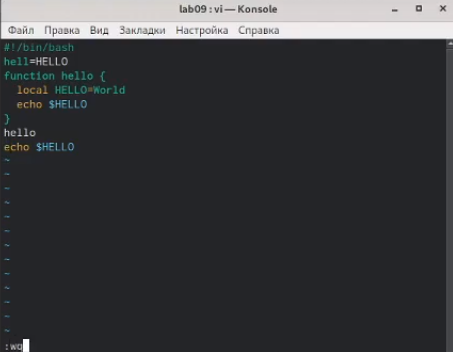 lab09 : vi — Konsole
Файл Правка Вид Закладки Настройка Справка
#!/bin/bash
hell=HELLO
function hello {
  local HELLO=World
  echo $HELLO
}
hello
echo $HELLO
~
~
~
~
~
~
~
~
~
~
~
~
~
:wq